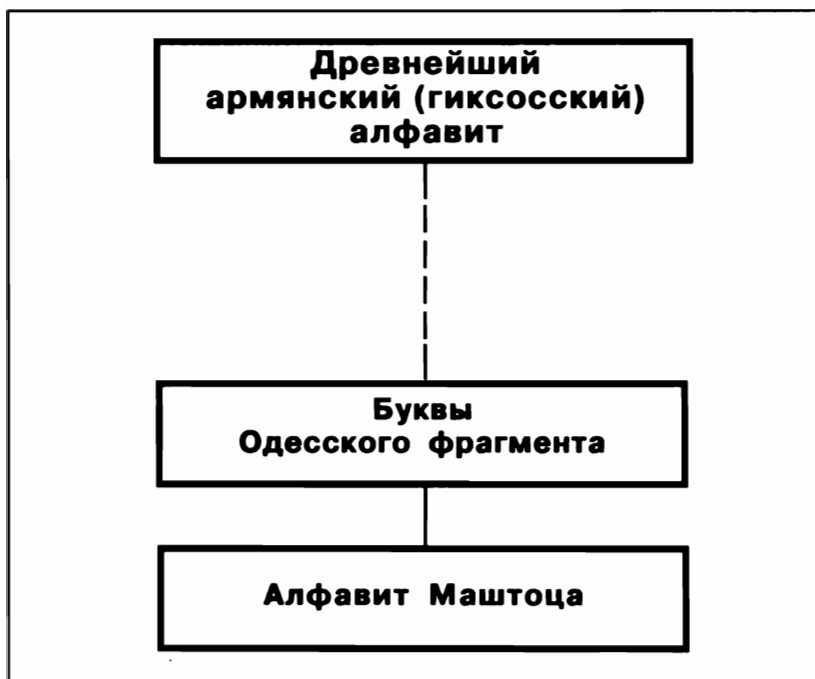 Древнейший
армянский (гиксосский)
алфавит
Буквы
Одесского фрагмента
Алфавит Маштоца